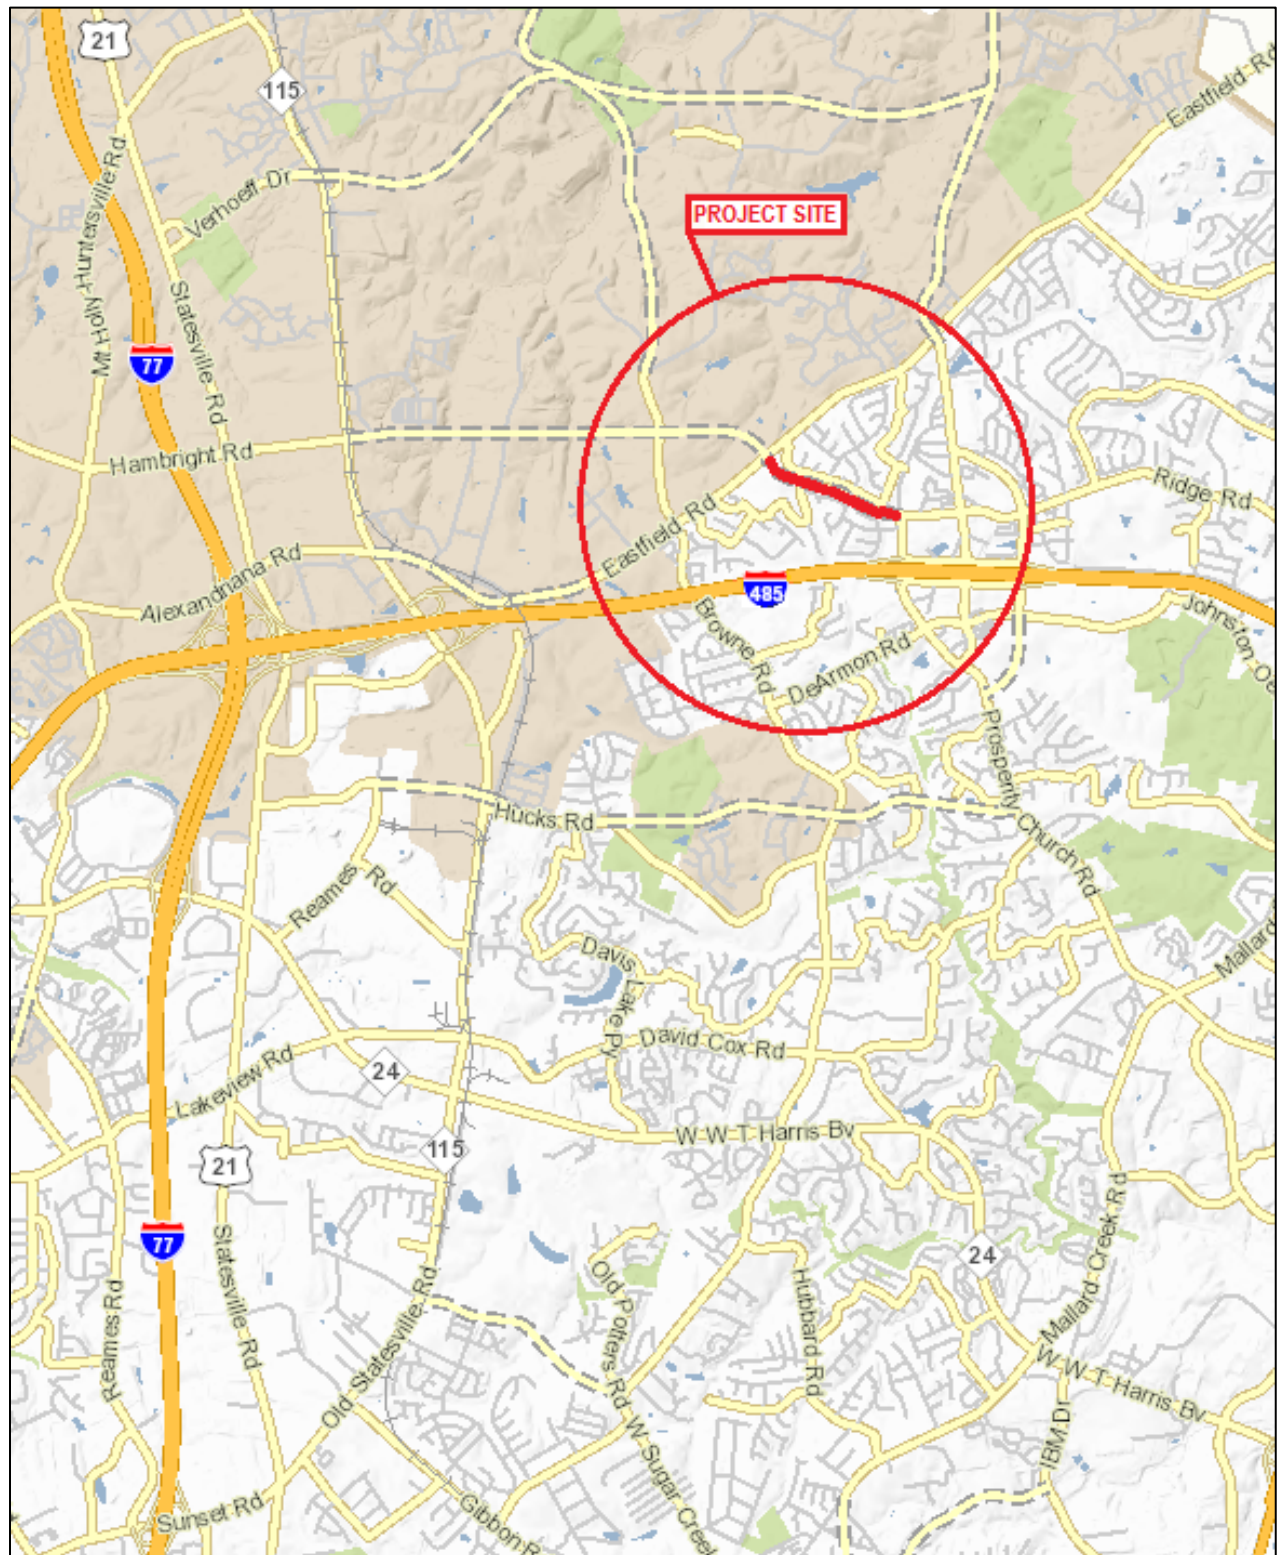 21
115
Eastfield Rd
Mt Holly-Huntersville Rd
Verhoeff Dr
PROJECT SITE
Statesville Rd
77
Hambright Rd
Ridge Rd
Eastfield Rd
Alexandriana Rd
485
Browne Rd
DeArmon Rd
Johnston Oe
Prosperity Church Rd
Hucks Rd
Reames Rd
Davis Lake Py
Mallard
David Cox Rd
Lakeview Rd
24
W W T Harris Bv
115
21
77
Statesville Rd
Reames Rd
Old Statesville Rd
Old Potters Rd
Hubbard Rd
24
Mallard Creek Rd
W W T Harris Bv
IBM Dr
W Sugar Creek
Sunset Rd
Gibbon R